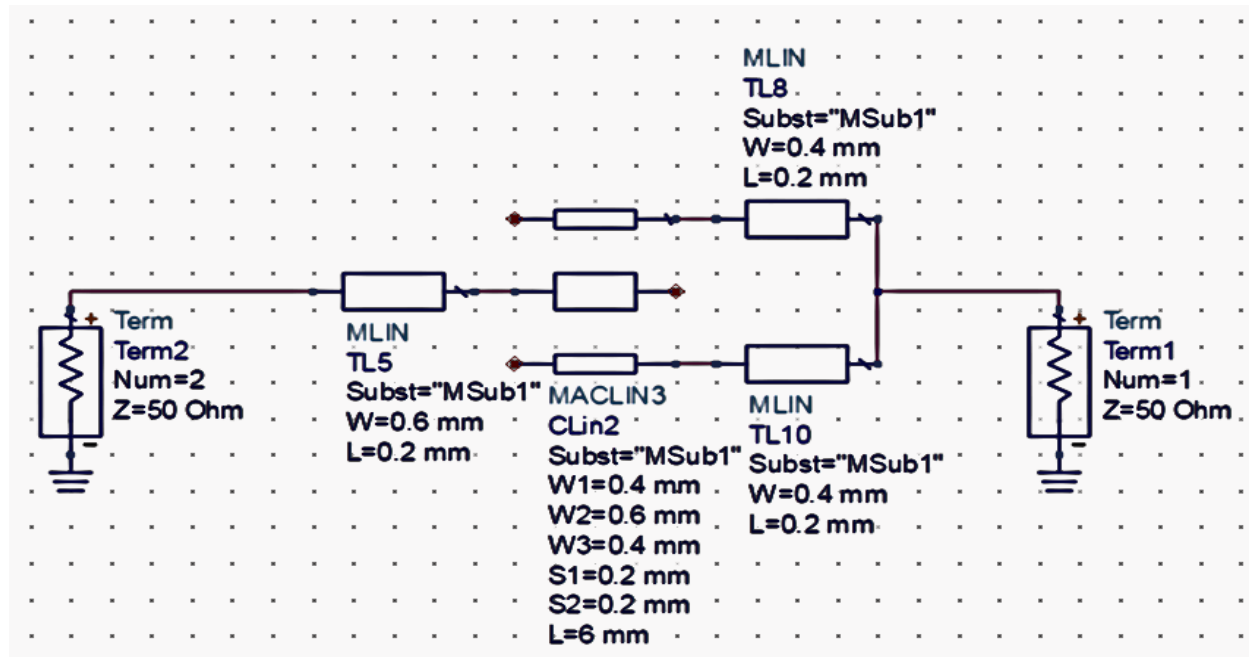 MLIN
TL8
Subst="MSub1"
W=0.4 mm
L=0.2 mm
Term
Term2
Num=2
Z=50 Ohm
MLIN
TL5
Subst="MSub1"
W=0.6 mm
L=0.2 mm
MACLIN3
CLin2
Subst="MSub1"
W1=0.4 mm
W2=0.6 mm
W3=0.4 mm
S1=0.2 mm
S2=0.2 mm
L=6 mm
MLIN
TL10
Subst="MSub1"
W=0.4 mm
L=0.2 mm
Term
Term1
Num=1
Z=50 Ohm